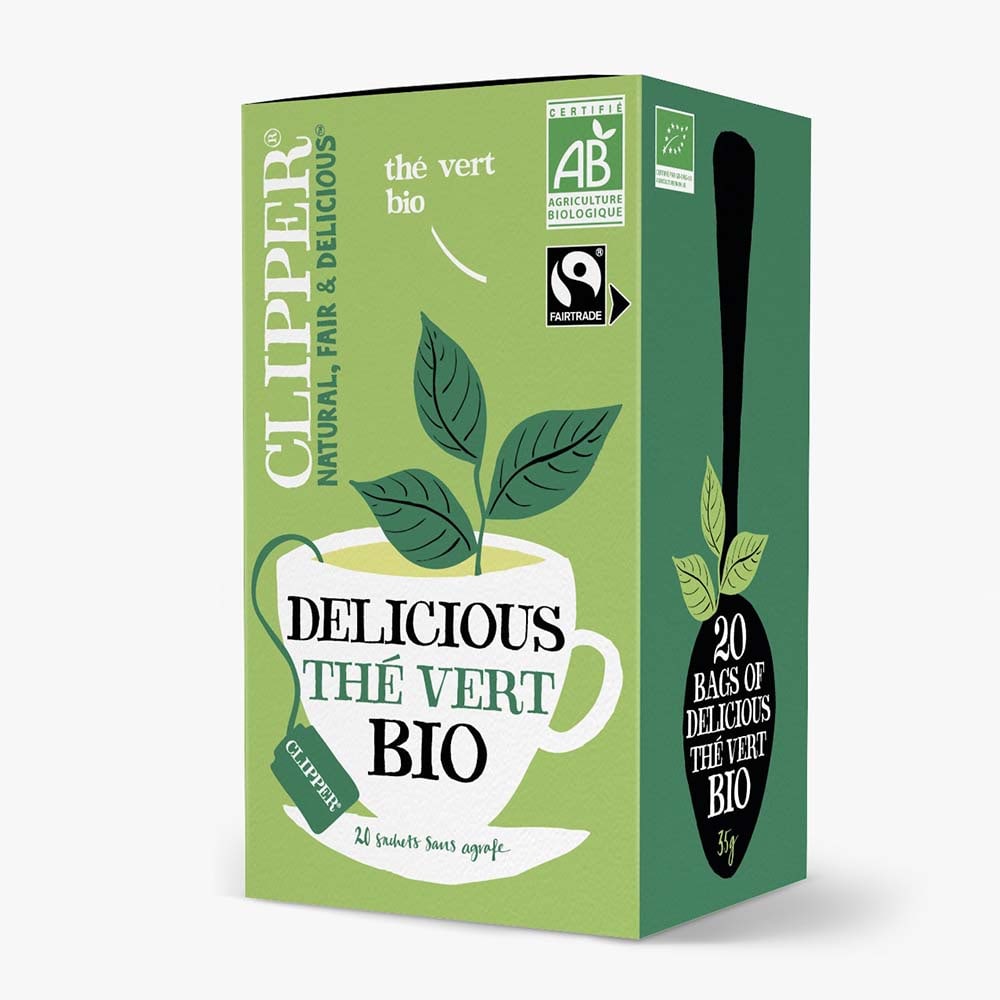 CLIPPER®
NATURAL, FAIR & DELICIOUS™
thé vert
bio
CERTIFIÉ
AB
AGRICULTURE
BIOLOGIQUE
®
FAIRTRADE
DELICIOUS
THÉ VERT
BIO
CLIPPER®
20 sachets sans agrafe
20
BAGS OF
DELICIOUS
THÉ VERT
BIO
35g